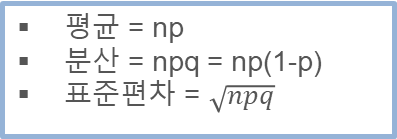 ▪ 평균 = np
▪ 분산 = npq = np(1-p)
▪ 표준편차 = √npq